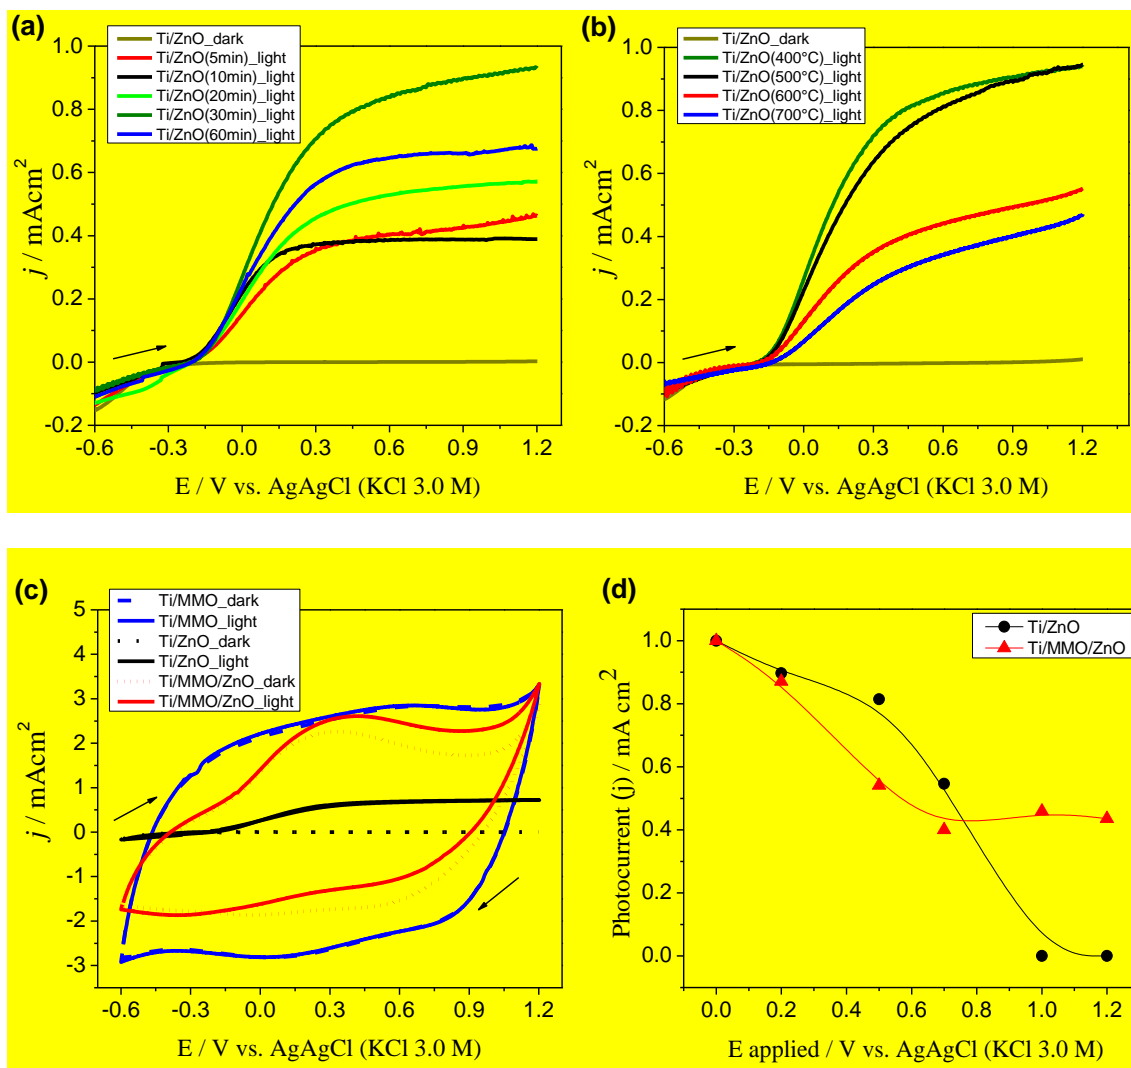 (a)
Ti/ZnO_dark
Ti/ZnO(5min)_light
Ti/ZnO(10min)_light
Ti/ZnO(20min)_light
Ti/ZnO(30min)_light
Ti/ZnO(60min)_light
1.0
0.8
0.6
0.4
0.2
0.0
-0.2
j / mAcm²
-0.6 -0.3 0.0 0.3 0.6 0.9 1.2
E / V vs. AgAgCl (KCl 3.0 M)
(b)
Ti/ZnO_dark
Ti/ZnO(400°C)_light
Ti/ZnO(500°C)_light
Ti/ZnO(600°C)_light
Ti/ZnO(700°C)_light
1.0
0.8
0.6
0.4
0.2
0.0
-0.2
j / mAcm²
-0.6 -0.3 0.0 0.3 0.6 0.9 1.2
E / V vs. AgAgCl (KCl 3.0 M)
(c)
Ti/MMO_dark
Ti/MMO_light
Ti/ZnO_dark
Ti/ZnO_light
Ti/MMO/ZnO_dark
Ti/MMO/ZnO_light
5
4
3
2
1
0
-1
-2
-3
j / mAcm²
-0.6 -0.3 0.0 0.3 0.6 0.9 1.2
E / V vs. AgAgCl (KCl 3.0 M)
(d)
Ti/ZnO
Ti/MMO/ZnO
1.0
0.8
0.6
0.4
0.2
0.0
Photocurrent (j) / mA cm²
0.0 0.2 0.4 0.6 0.8 1.0 1.2
E applied / V vs. AgAgCl (KCl 3.0 M)